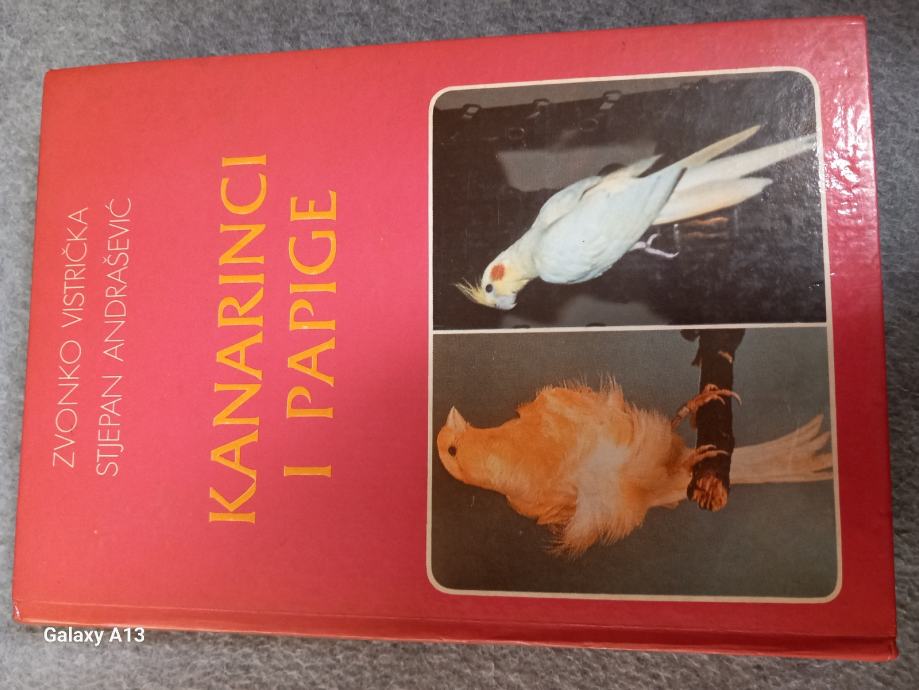 ZVONKO VISTRIČKA
STJEPAN ANDRAŠEVIĆ
KANARINCI
I PAPIGE
Galaxy A13